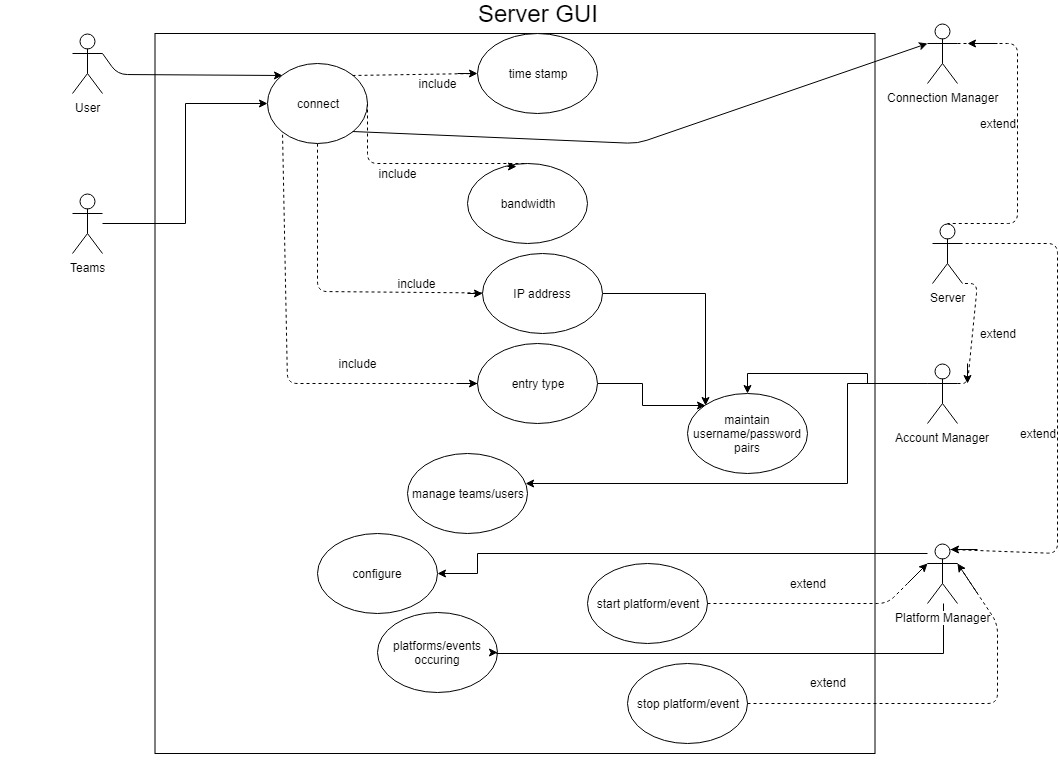 Server GUI
time stamp
include
connect
User
Connection Manager
extend
include
bandwidth
Teams
include
IP address
Server
extend
include
entry type
maintain
username/password
pairs
Account Manager
extend
manage teams/users
configure
extend
start platform/event
Platform Manager
platforms/events
occuring
extend
stop platform/event